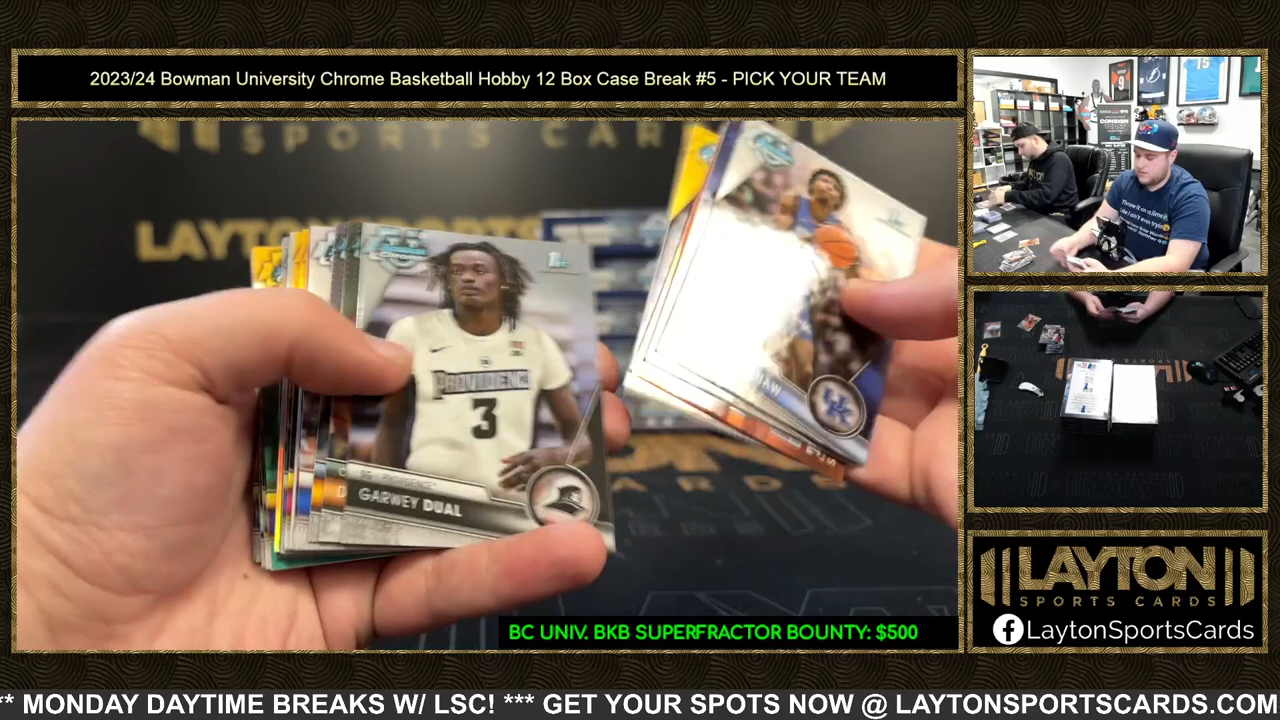 2023/24 Bowman University Chrome Basketball Hobby 12 Box Case Break #5 - PICK YOUR TEAM
LAYTON
PROVIDENCE
3
GARWEY DUAL
UK
BC UNIV. BKB SUPERFRACTOR BOUNTY: $500
LAYTON
SPORTS CARDS
LaytonSportsCards
** MONDAY DAYTIME BREAKS W/ LSC! *** GET YOUR SPOTS NOW @ LAYTONSPORTSCARDS.COM